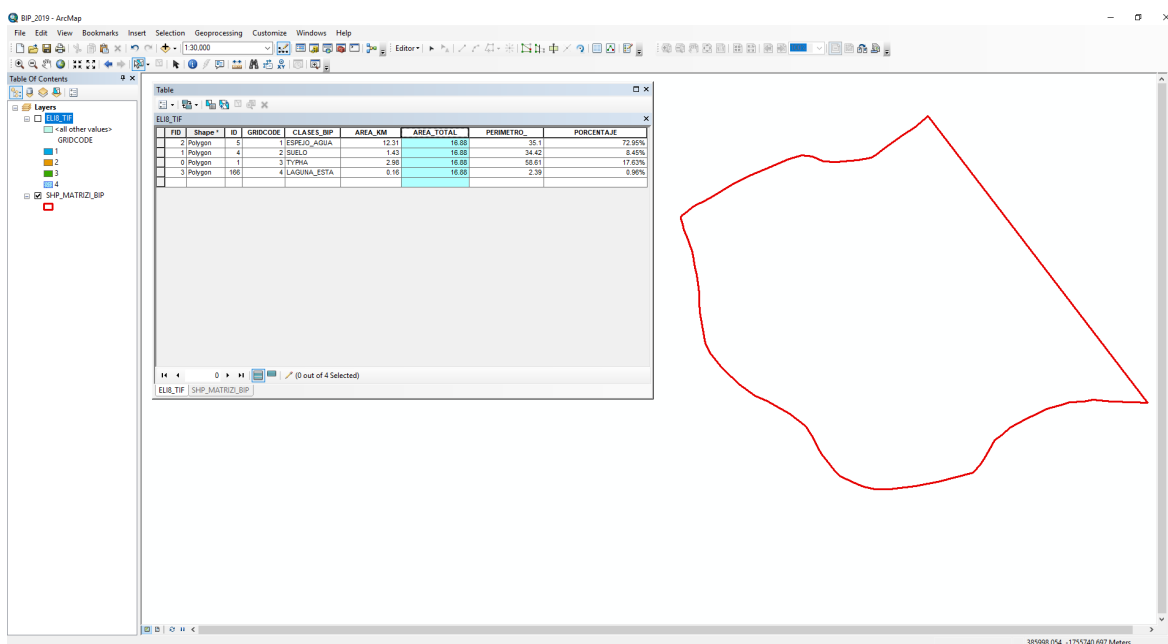 BIP_2019 - ArcMap
File Edit View Bookmarks Insert Selection Geoprocessing Customize Windows Help
1:30,000 Editor
Table Of Contents
Layers
ELI8_TIF
<all other values>
GRIDCODE
1
2
3
4
SHP_MATRIZI_BIP
Table
ELI8_TIF
FID Shape * ID GRIDCODE CLASES_BIP AREA_KM AREA_TOTAL PERIMETRO_ PORCENTAJE
2 Polygon 5 1 ESPEJO_AGUA 12.31 16.88 35.1 72.95%
1 Polygon 4 2 SUELO 1.43 16.88 34.42 8.45%
0 Polygon 1 3 TYPHA 2.98 16.88 58.61 17.63%
3 Polygon 166 4 LAGUNA_ESTA 0.16 16.88 2.39 0.96%
0 (0 out of 4 Selected)
ELI8_TIF SHP_MATRIZI_BIP
385998.054 -1755740.697 Meters